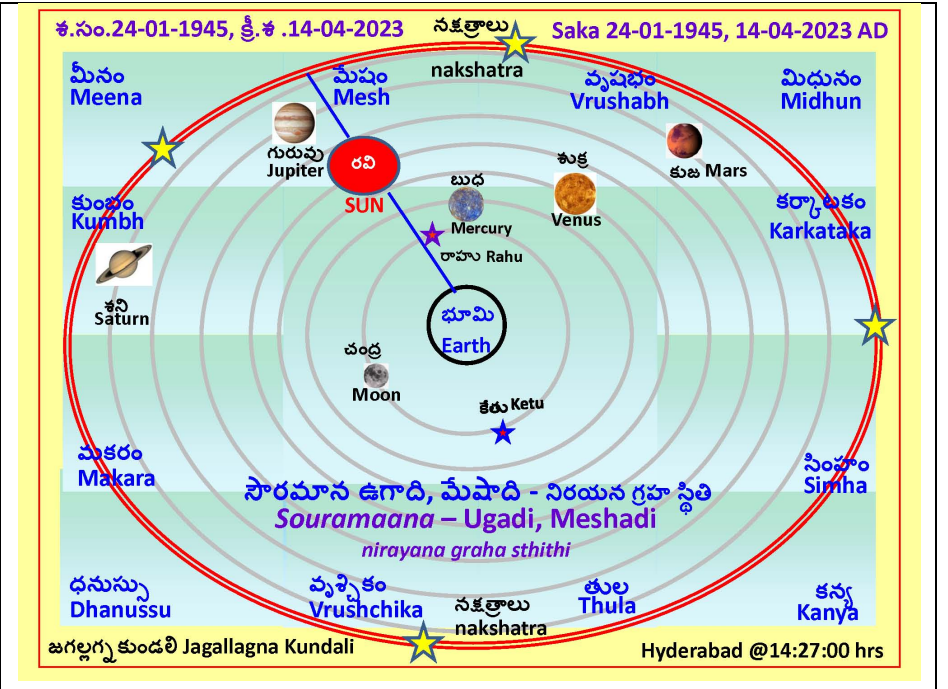 శ.సం.24-01-1945, క్రీ.శ .14-04-2023
నక్షత్రాలు
Saka 24-01-1945, 14-04-2023 AD
nakshatra
మీనం
Meena
మేషం
Mesh
వృషభం
Vrushabh
మిధునం
Midhun
గురువు
Jupiter
రవి
SUN
బుధ
Mercury
శుక్ర
Venus
కుజ Mars
కుంభం
Kumbh
కర్కాటకం
Karkataka
రాహు Rahu
శని
Saturn
భూమి
Earth
చంద్ర
Moon
కేతు Ketu
మకరం
Makara
సింహం
Simha
సౌరమాన ఉగాది, మేషాది - నిరయన గ్రహ స్థితి
Souramaana – Ugadi, Meshadi
nirayana graha sthithi
ధనుస్సు
Dhanussu
వృశ్చికం
Vrushchika
నక్షత్రాలు
nakshatra
తుల
Thula
కన్య
Kanya
జగల్లగ్న కుండలి Jagallagna Kundali
Hyderabad @14:27:00 hrs